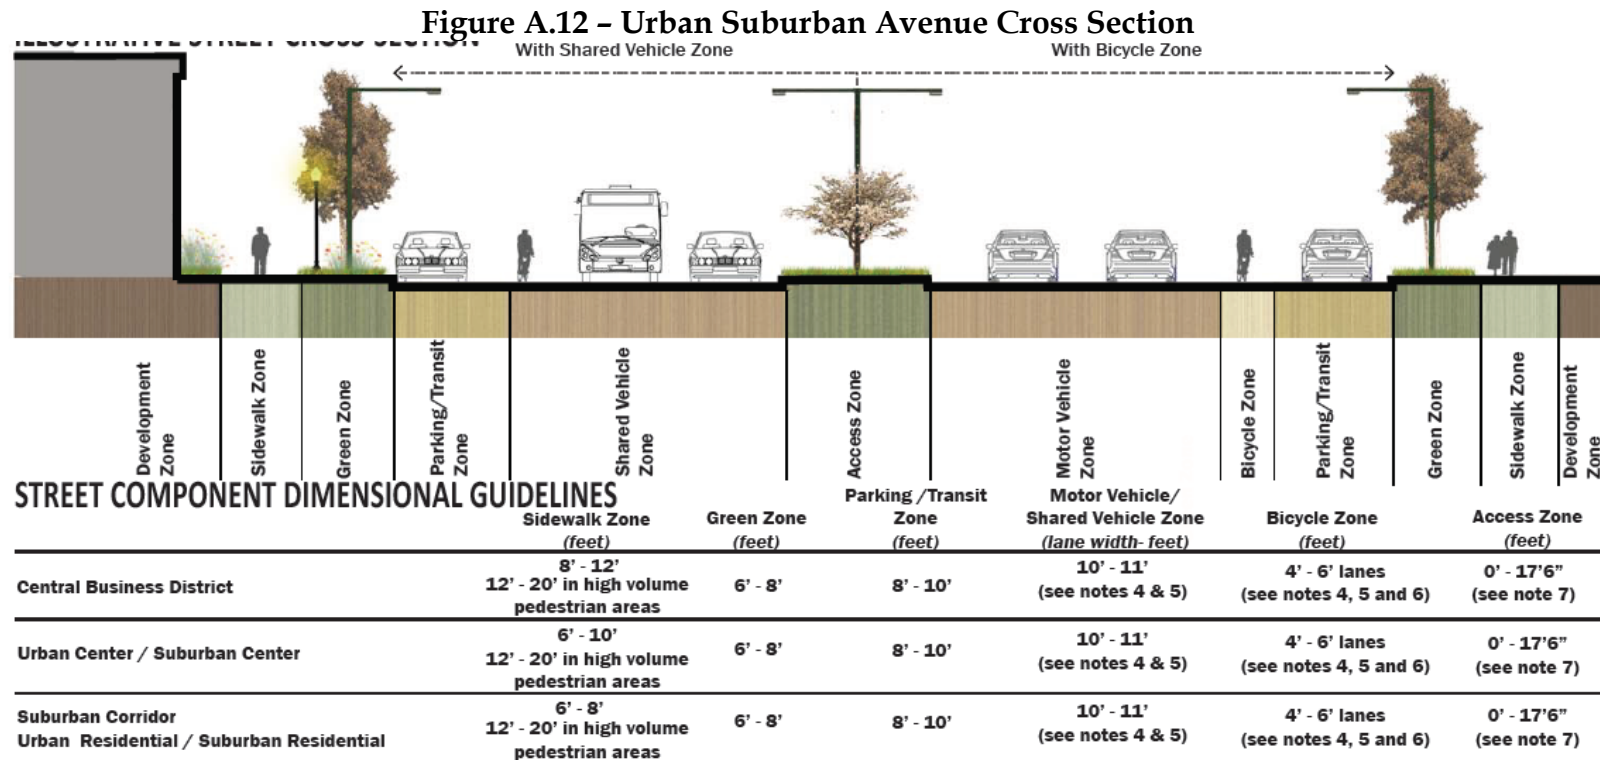 Figure A.12 – Urban Suburban Avenue Cross Section
ILLUSTRATIVE STREET CROSS-SECTION
With Shared Vehicle Zone
With Bicycle Zone
Development
Zone
Sidewalk Zone
Green Zone
Parking/Transit
Zone
Shared Vehicle
Zone
Access Zone
Motor Vehicle
Zone
Bicycle Zone
Parking/Transit
Zone
Green Zone
Sidewalk Zone
Development
Zone
STREET COMPONENT DIMENSIONAL GUIDELINES
Sidewalk Zone
(feet)
Green Zone
(feet)
Parking /Transit
Zone
(feet)
Motor Vehicle/
Shared Vehicle Zone
(lane width- feet)
Bicycle Zone
(feet)
Access Zone
(feet)
Central Business District
8' - 12'
12' - 20' in high volume
pedestrian areas
6' - 8'
8' - 10'
10' - 11'
(see notes 4 & 5)
4' - 6' lanes
(see notes 4, 5 and 6)
0' - 17'6"
(see note 7)
Urban Center / Suburban Center
6' - 10'
12' - 20' in high volume
pedestrian areas
6' - 8'
8' - 10'
10' - 11'
(see notes 4 & 5)
4' - 6' lanes
(see notes 4, 5 and 6)
0' - 17'6"
(see note 7)
Suburban Corridor
Urban Residential / Suburban Residential
6' - 8'
12' - 20' in high volume
pedestrian areas
6' - 8'
8' - 10'
10' - 11'
(see notes 4 & 5)
4' - 6' lanes
(see notes 4, 5 and 6)
0' - 17'6"
(see note 7)